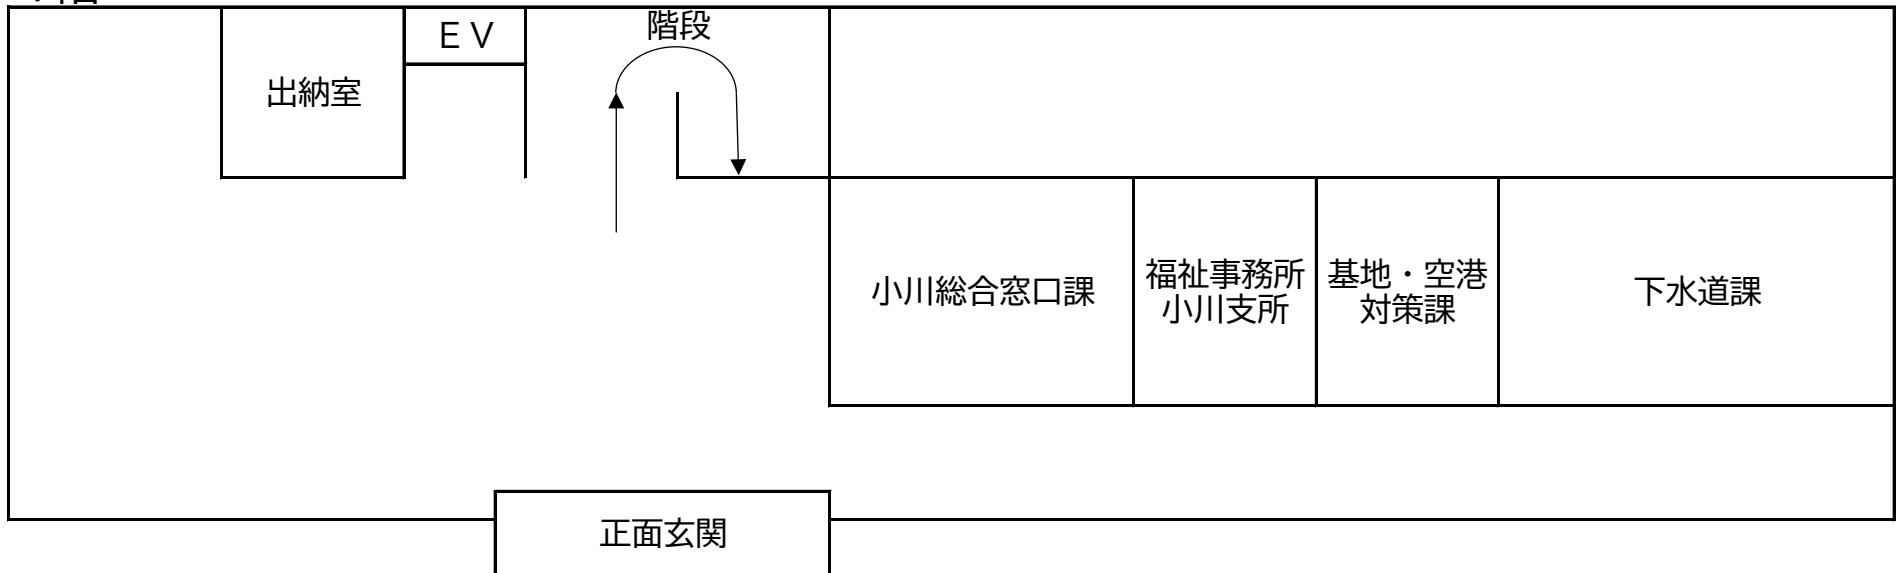 階段
ＥＶ
出納室
小川総合窓口課
福祉事務所
小川支所
基地・空港
対策課
下水道課
正面玄関